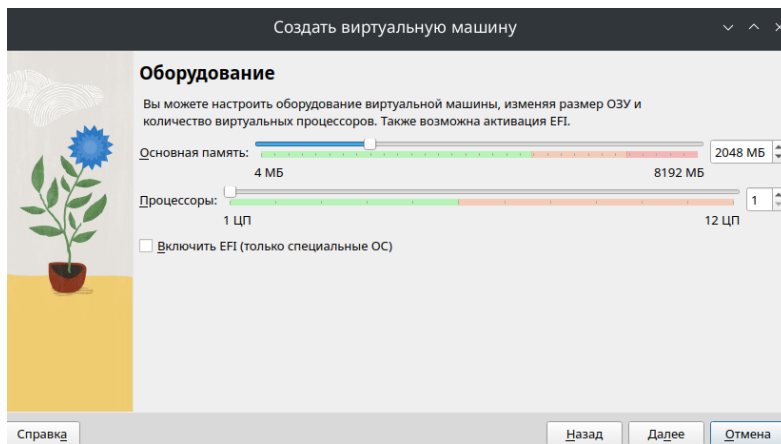 Создать виртуальную машину
Оборудование
Вы можете настроить оборудование виртуальной машины, изменяя размер ОЗУ и
количество виртуальных процессоров. Также возможна активация EFI.
Основная память:
2048 МБ
4 МБ
8192 МБ
Процессоры:
1
1 ЦП
12 ЦП
Включить EFI (только специальные ОС)
Справка
Назад
Далее
Отмена